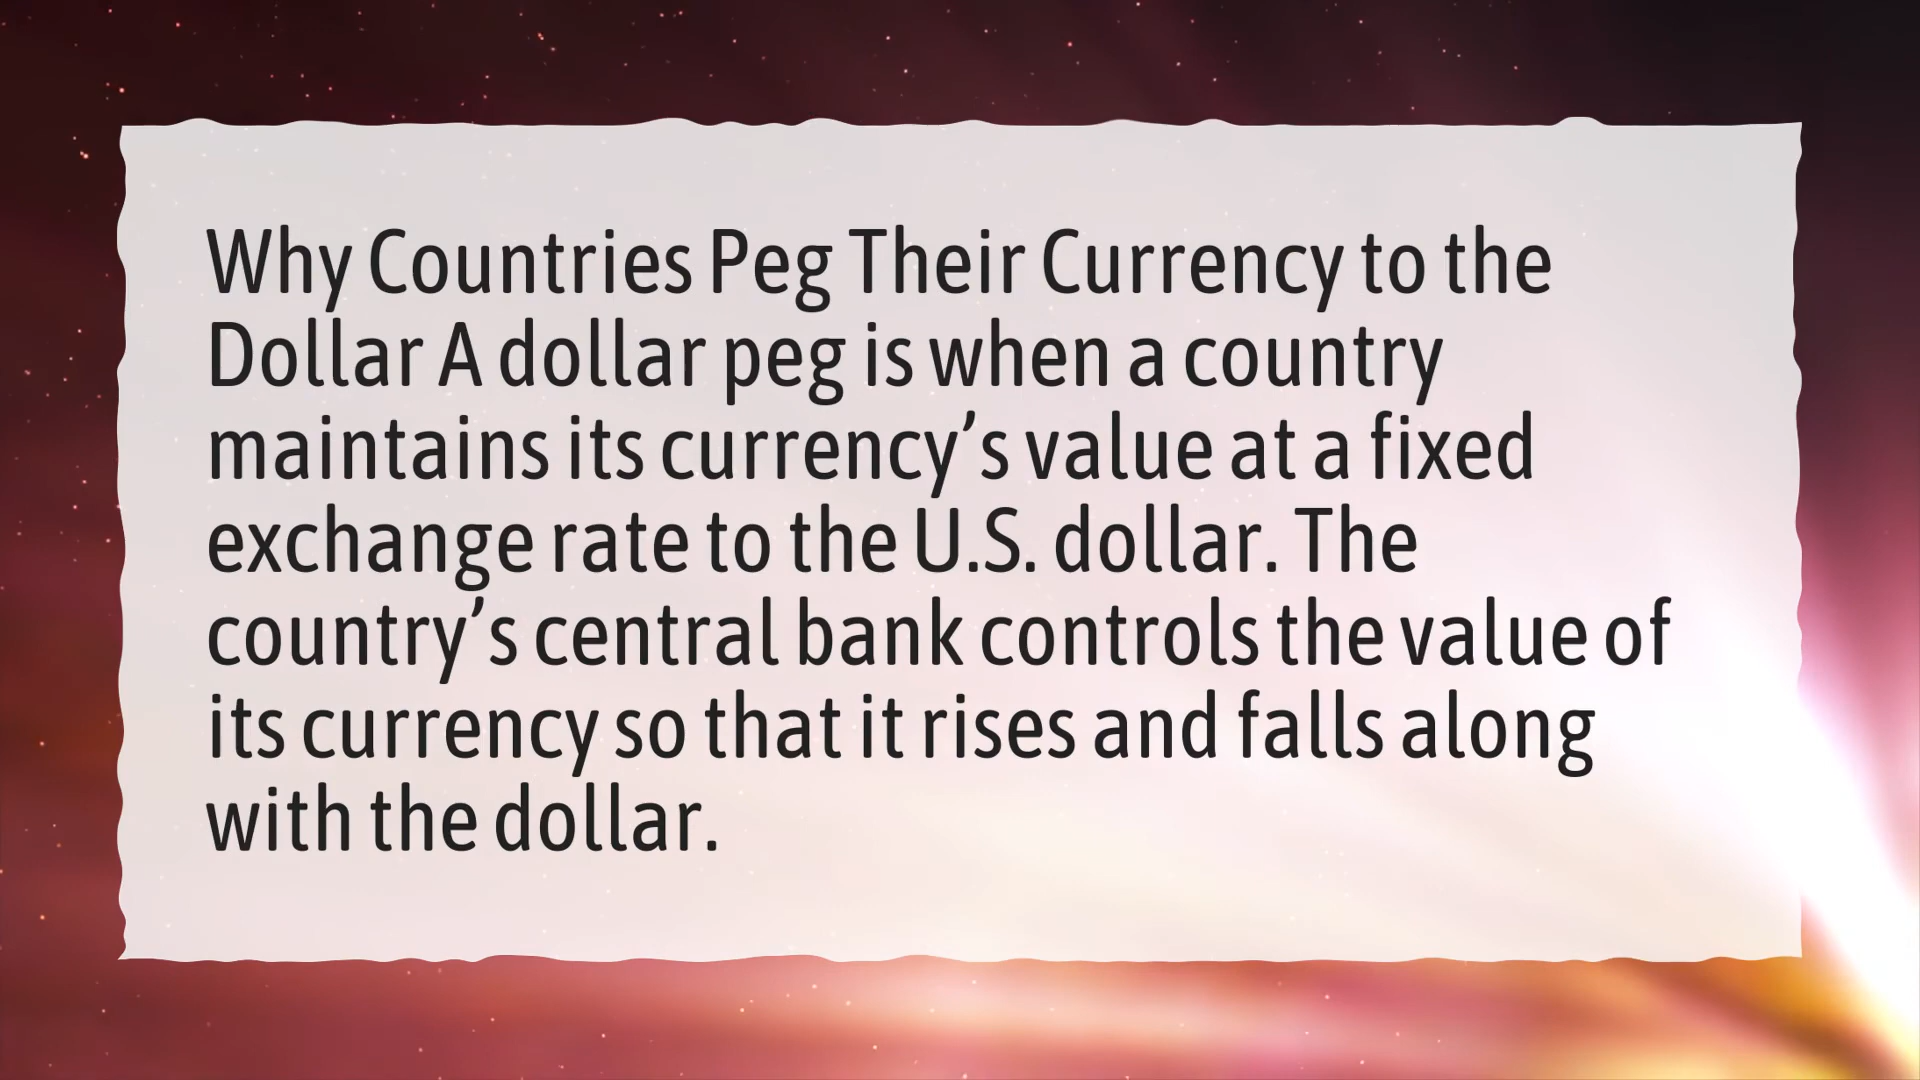 Why Countries Peg Their Currency to the
Dollar A dollar peg is when a country
maintains its currency’s value at a fixed
exchange rate to the U.S. dollar. The
country’s central bank controls the value of
its currency so that it rises and falls along
with the dollar.